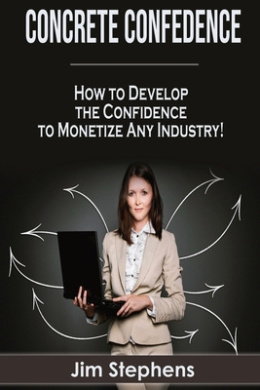 CONCRETE CONFEDENCE
HOW TO DEVELOP
THE CONFIDENCE
TO MONETIZE ANY INDUSTRY!
Jim Stephens